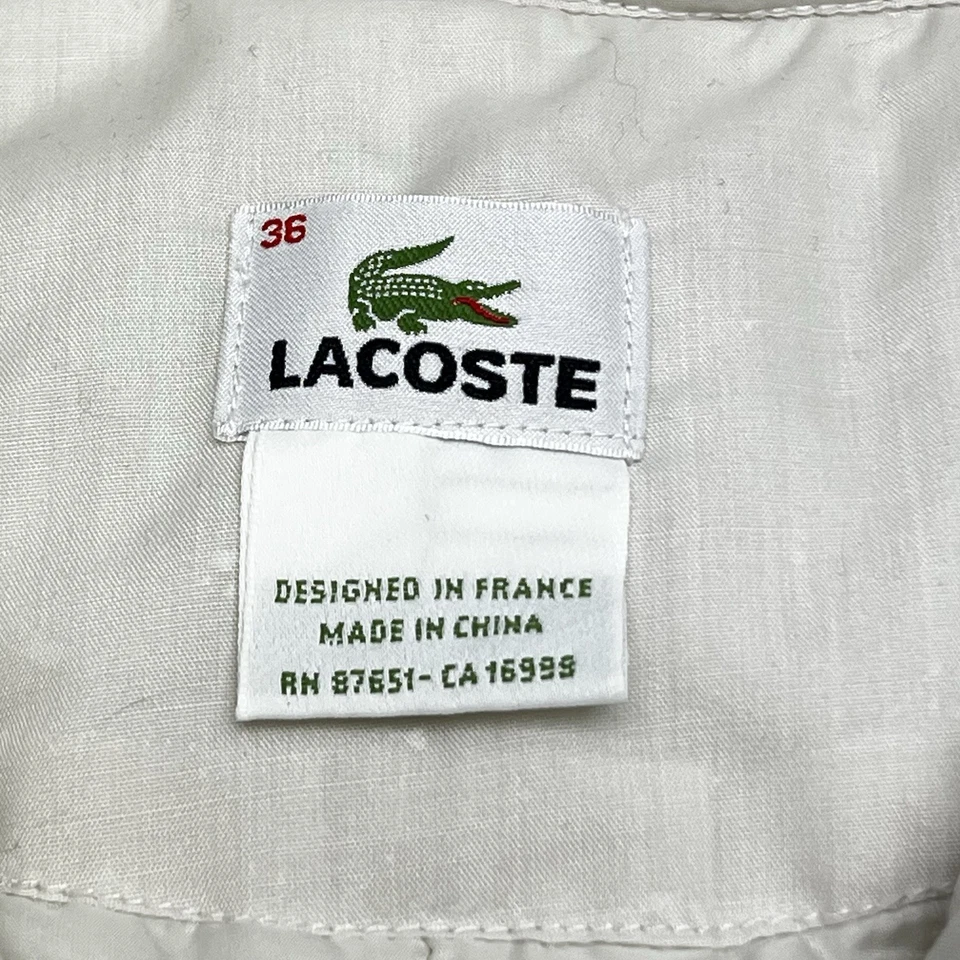 36
LACOSTE
DESIGNED IN FRANCE
MADE IN CHINA
RN 87651- CA 16999